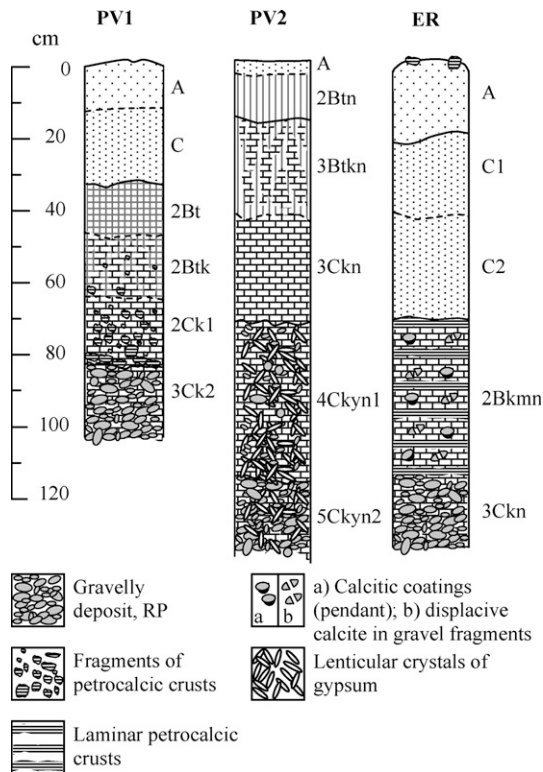 PV1 PV2 ER
cm
0
20
40
60
80
100
120
A
C
2Bt
2Btk
2Ck1
3Ck2
A
2Btn
3Btkn
3Ckn
4Ckyn1
5Ckyn2
A
C1
C2
2Bkmn
3Ckn
Gravelly
deposit, RP
Fragments of
petrocalcic crusts
Laminar petrocalcic
crusts
a b
a) Calcitic coatings
(pendant); b) displacive
calcite in gravel fragments
Lenticular crystals of
gypsum